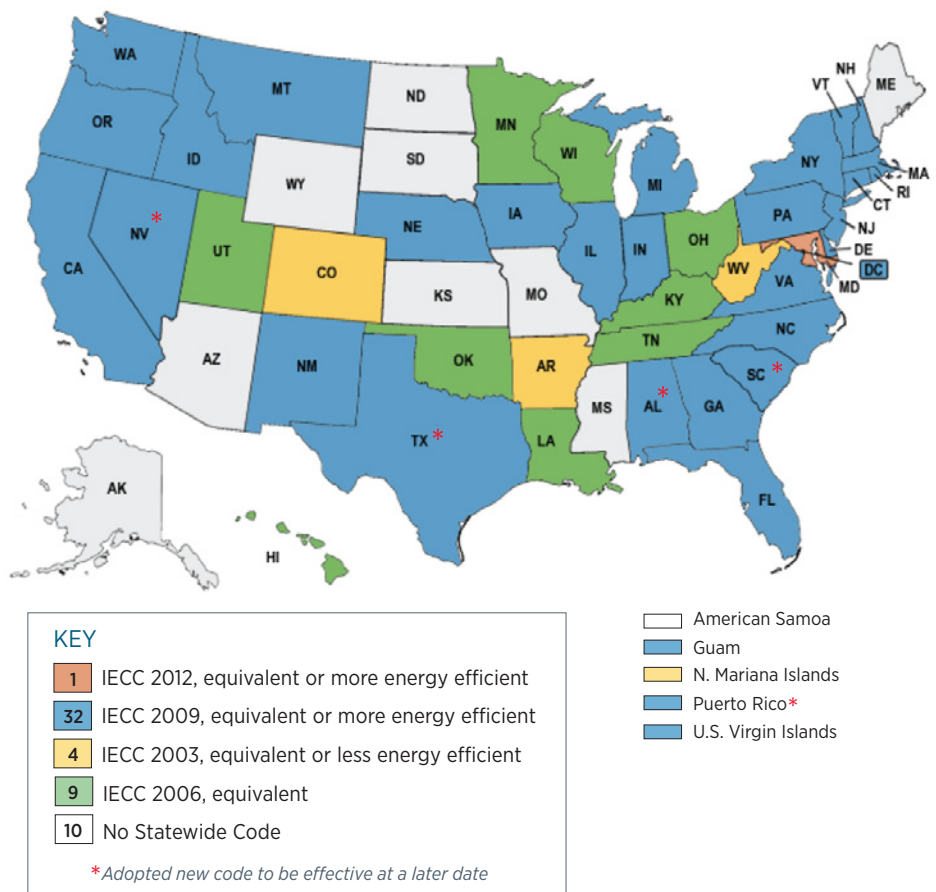 WA
MT
ND
MN
VT
NH
ME
OR
ID
SD
WI
NY
MA
RI
CT
WY
MI
NV *
NE
IA
PA
NJ
UT
CO
IL
IN
OH
DE
DC
MD
CA
KS
MO
WV
VA
KY
NC
AZ
NM
OK
AR
TN
SC *
TX *
MS
AL *
GA
LA
FL
AK
HI
KEY
1 IECC 2012, equivalent or more energy efficient
32 IECC 2009, equivalent or more energy efficient
4 IECC 2003, equivalent or less energy efficient
9 IECC 2006, equivalent
10 No Statewide Code
*Adopted new code to be effective at a later date
American Samoa
Guam
N. Mariana Islands
Puerto Rico*
U.S. Virgin Islands